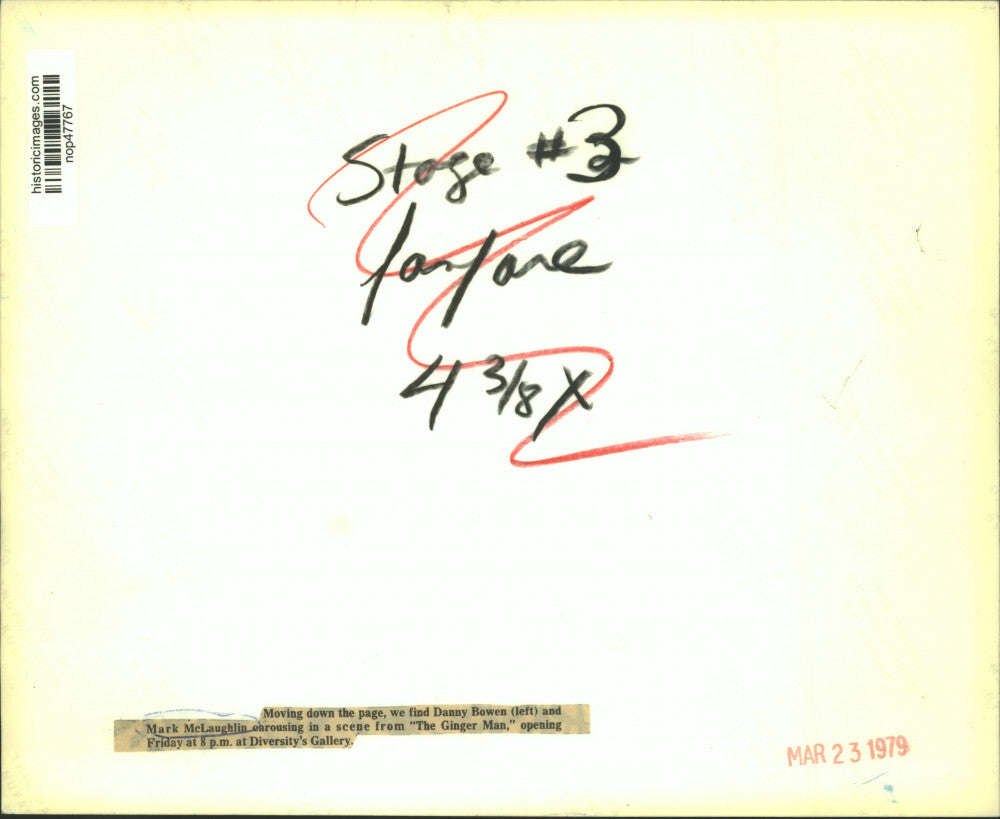 historicimages.com
nop47767
Stage #3
fanfare
4 3/8 X
Moving down the page, we find Danny Bowen (left) and
Mark McLaughlin carousing in a scene from "The Ginger Man," opening
Friday at 8 p.m. at Diversity's Gallery.
MAR 23 1979